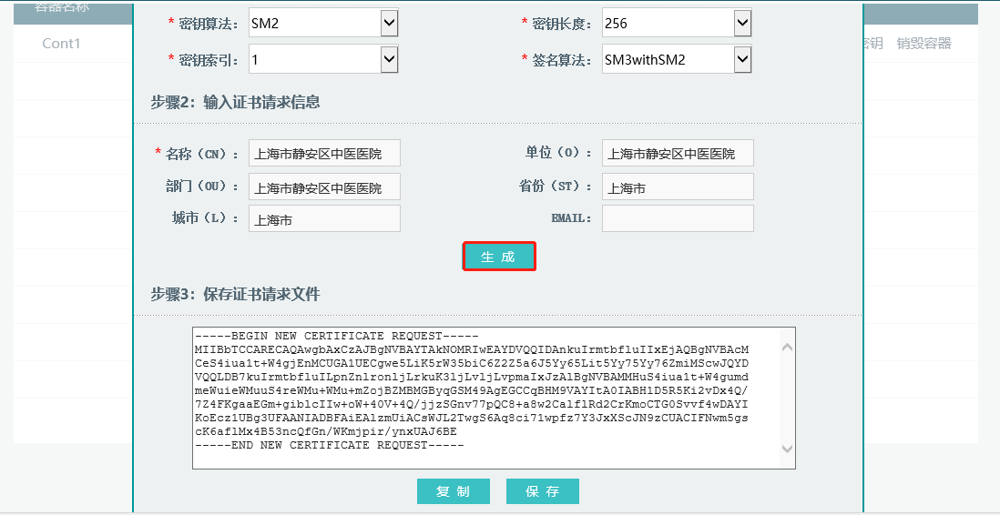 容器名称
Cont1
密钥 销毁容器
* 密钥算法： SM2
* 密钥长度： 256
* 密钥索引： 1
* 签名算法： SM3withSM2
步骤2：输入证书请求信息
* 名称（CN）： 上海市静安区中医医院
单位（O）： 上海市静安区中医医院
部门（OU）： 上海市静安区中医医院
省份（ST）： 上海市
城市（L）： 上海市
EMAIL：
生 成
步骤3：保存证书请求文件
-----BEGIN NEW CERTIFICATE REQUEST-----
MIIBbTCCARECAQAwgbAxCzAJBgNVBAYTAkNOMRIwEAYDVQQIDAnkuIrmtbfluIIxEjAQBgNVBAcM
CeS4iua1t+W4gjEnMCUGA1UECgwe5LiK5rW35biC6Z2Z5a6J5Yy65Lit5Yy75Yy76ZmiMScwJQYD
VQQLDB7kuIrmtbfluILpnZnlronljLrkuK3ljLvljLvpmaIxJzAlBgNVBAMMHuS4iua1t+W4gumd
meWuieWMuuS4reWMu+WMu+mZojBZMBMGByqGSM49AgEGCCqBHM9VAYItA0IABH1D5R5Ki2vDx4Q/
7Z4FKgaaEGm+giblcIIw+oW+40V+4Q/jjzSGnv77pQC8+a8w2CalflRd2CrKmoCTG0Svvf4wDAYI
KoEcz1UBg3UFAANIADBFAiEAlzmUiACsWJL2TwgS6Aq8ci71wpfz7Y3JxXScJN9zCUACIFNwm5gs
cK6aflMx4B53ncQfGn/WKmjpir/ynxUAJ6BE
-----END NEW CERTIFICATE REQUEST-----
复 制
保 存